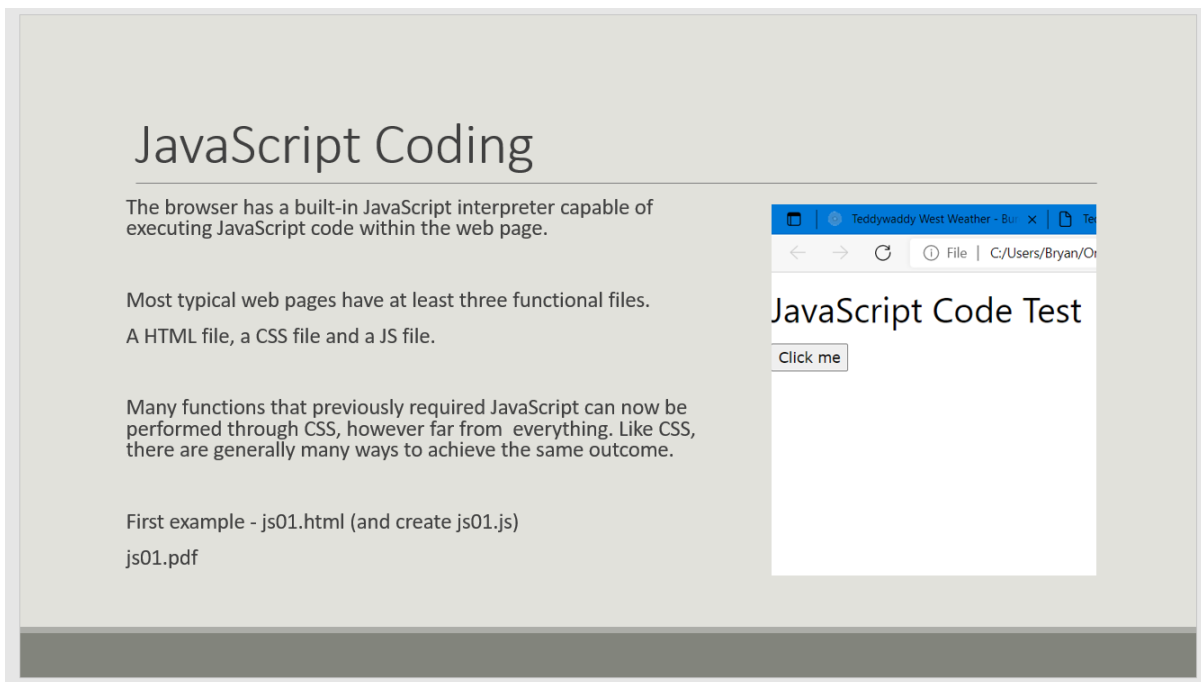 JavaScript Coding
The browser has a built-in JavaScript interpreter capable of
executing JavaScript code within the web page.
Most typical web pages have at least three functional files.
A HTML file, a CSS file and a JS file.
Many functions that previously required JavaScript can now be
performed through CSS, however far from  everything. Like CSS,
there are generally many ways to achieve the same outcome.
First example - js01.html (and create js01.js)
js01.pdf
Teddywaddy West Weather - Bu
File | C:/Users/Bryan/
JavaScript Code Test
Click me